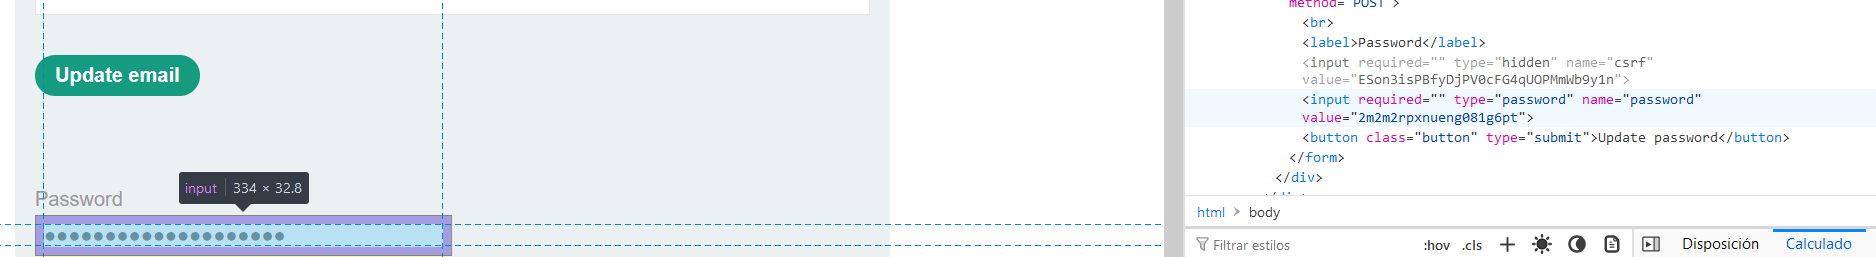 Update email
Password
input 334 × 32.8
method="POST">
<br>
<label>Password</label>
<input required="" type="hidden" name="csrf"
value="ESon3isPBfyDjPV0cFG4qUOPMmWb9y1n">
<input required="" type="password" name="password"
value="2m2m2rpxnueng081g6pt">
<button class="button" type="submit">Update password</button>
</form>
</div>
html > body
Filtrar estilos
:hov .cls
Disposición Calculado